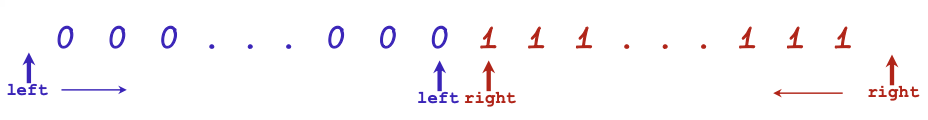 0 0 0 . . . 0 0 0 1 1 1 . . . 1 1 1
left left right right